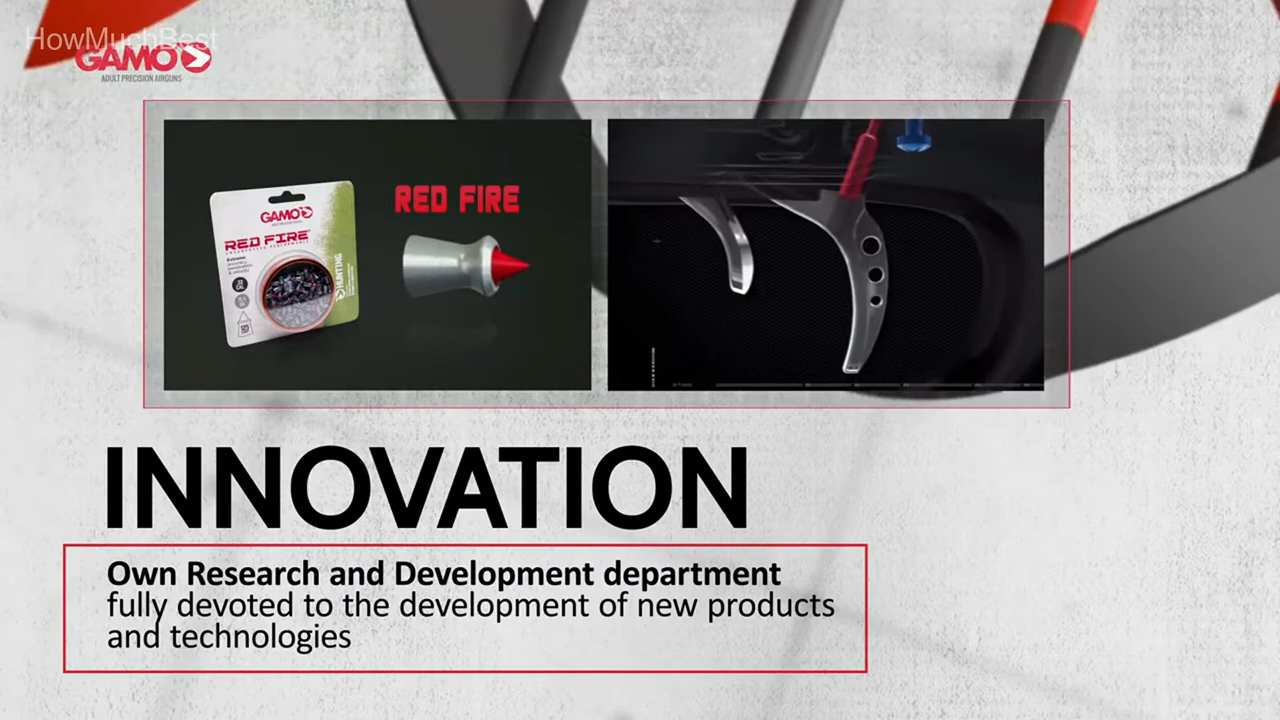 HowMuchBest
GAMO
ADULT PRECISION AIRGUNS
GAMO
RED FIRE
Extreme
HUNTING
RED FIRE
INNOVATION
Own Research and Development department
fully devoted to the development of new products
and technologies